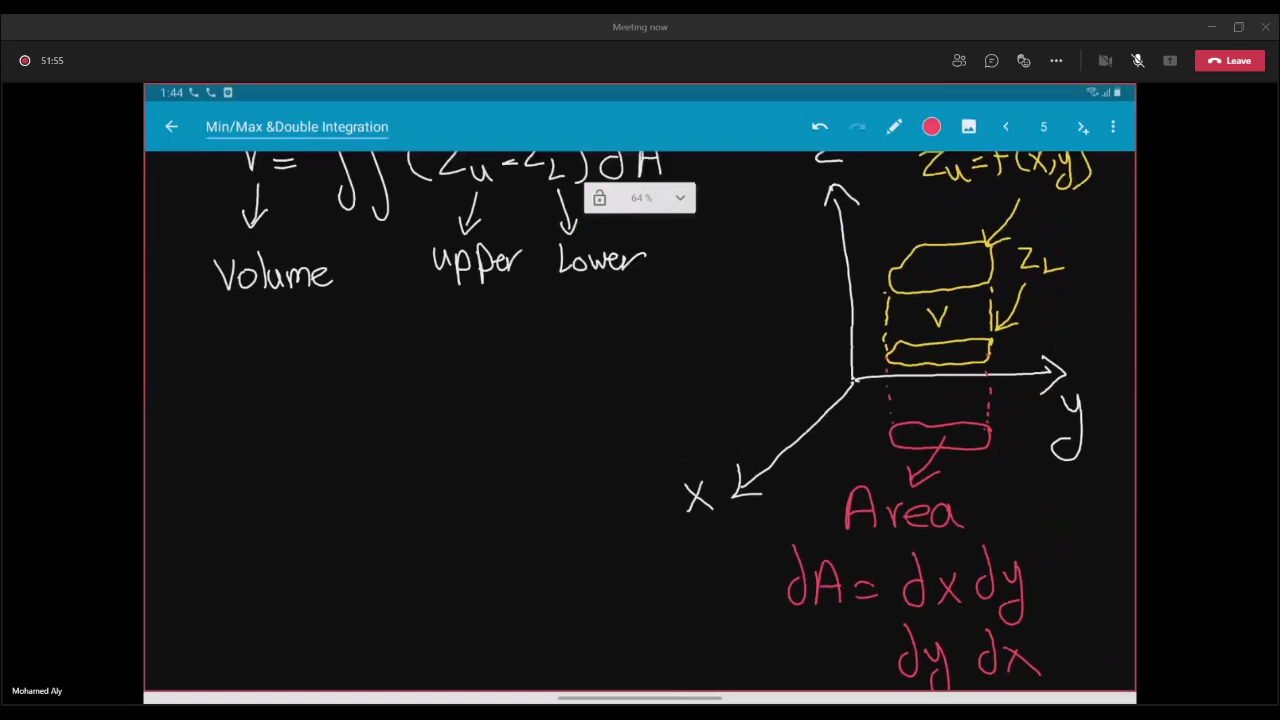 Meeting now
51:55
Leave
1:44
Min/Max &Double Integration
5
V = ∬ (Zu - ZL) dA
64 %
Volume
upper Lower
Z
Zu = f(x,y)
ZL
V
y
x
Area
dA = dx dy
dy dx
Mohamed Aly